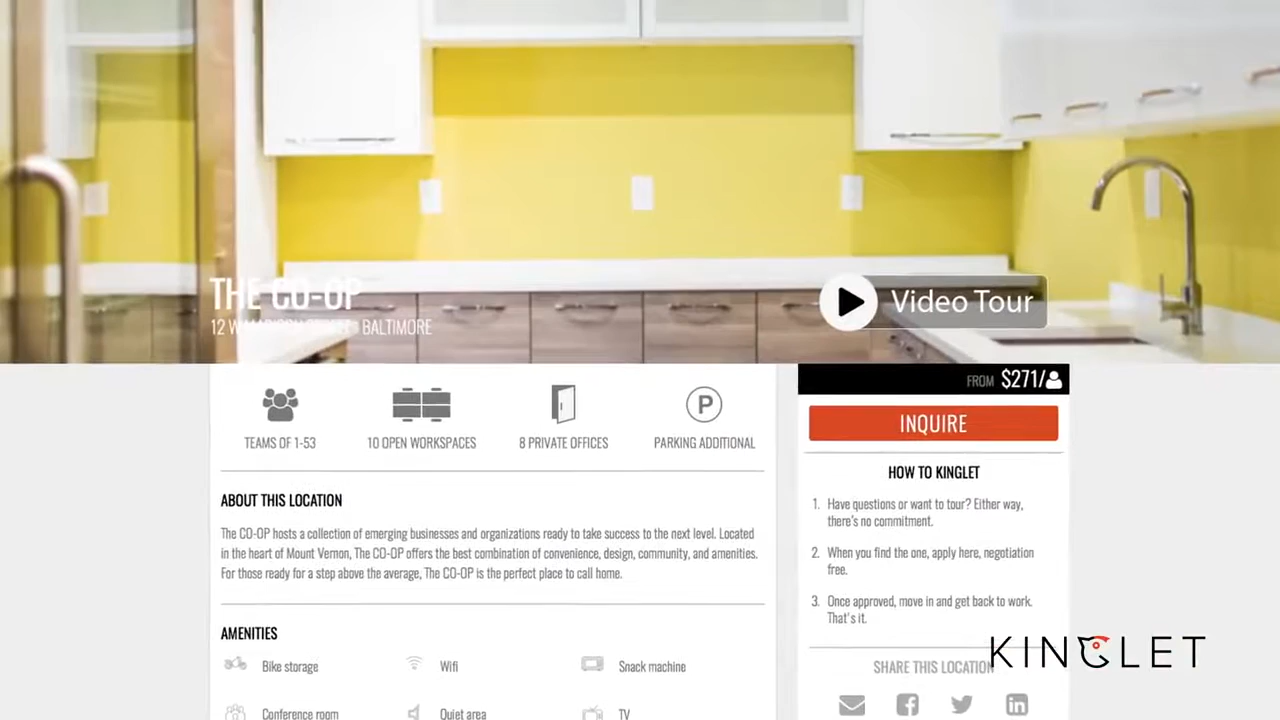 THE CO-OP
BALTIMORE
Video Tour
TEAMS OF 1-53
10 OPEN WORKSPACES
8 PRIVATE OFFICES
P
PARKING ADDITIONAL
ABOUT THIS LOCATION
The CO-OP hosts a collection of emerging businesses and organizations ready to take success to the next level. Located
in the heart of Mount Vernon, The CO-OP offers the best combination of convenience, design, community, and amenities.
For those ready for a step above the average, The CO-OP is the perfect place to call home.
AMENITIES
Bike storage
Wifi
Snack machine
Conference room
Quiet area
TV
FROM $271/
INQUIRE
HOW TO KINGLET
1. Have questions or want to tour? Either way,
there's no commitment.
2. When you find the one, apply here, negotiation
free.
3. Once approved, move in and get back to work.
That's it.
SHARE THIS LOCATION
KINGLET